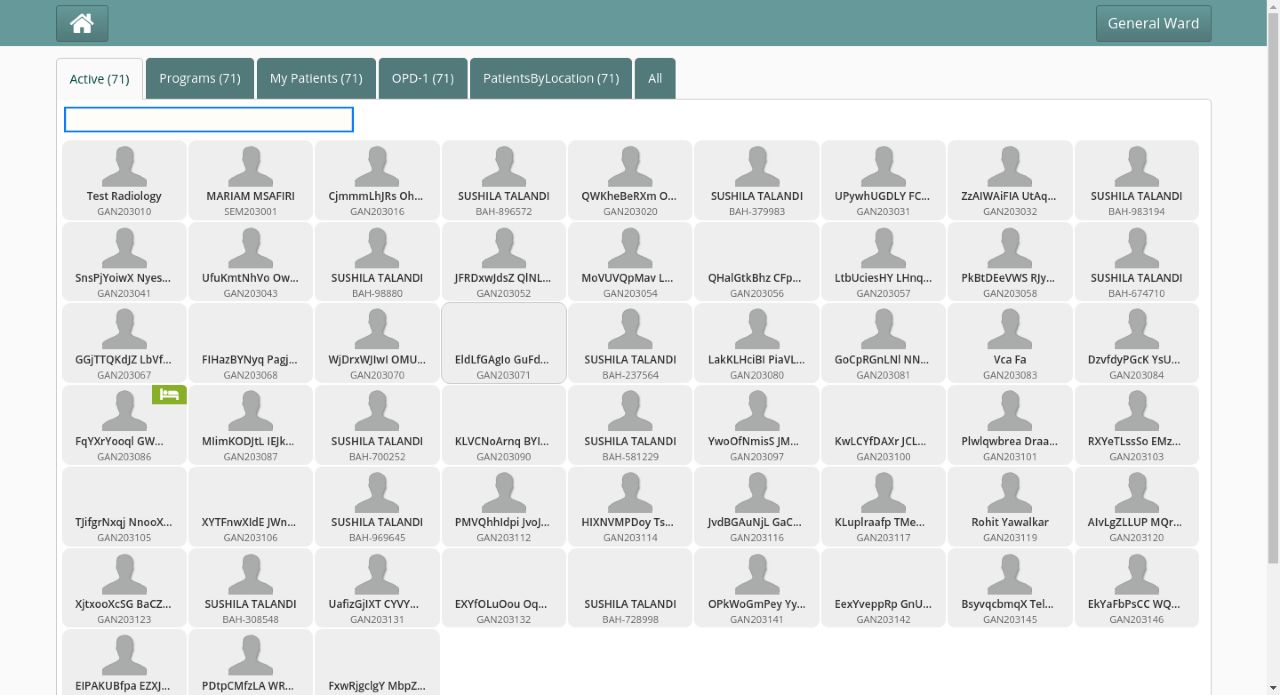 General Ward
Active (71)
Programs (71)
My Patients (71)
OPD-1 (71)
PatientsByLocation (71)
All
Test Radiology
GAN203010
MARIAM MSAFIRI
SEM203001
CjmmmLhJRs Oh...
GAN203016
SUSHILA TALANDI
BAH-896572
QWKheBeRXm O...
GAN203020
SUSHILA TALANDI
BAH-379983
UPywhUGDLY FC...
GAN203031
ZzAIWAiFIA UtAq...
GAN203032
SUSHILA TALANDI
BAH-983194
SnsPjYoiwX Nyes...
GAN203041
UfuKmtNhVo Ow...
GAN203043
SUSHILA TALANDI
BAH-98880
JFRDxwJdsZ QlNL...
GAN203052
MoVUVQpMav L...
GAN203054
QHalGtkBhz CFp...
GAN203056
LtbUciesHY LHnq...
GAN203057
PkBtDEeVWS RJy...
GAN203058
SUSHILA TALANDI
BAH-674710
GGjTTQKdJZ LbVf...
GAN203067
FIHazBYNyq Pagj...
GAN203068
WjDrxWJIwI OMU...
GAN203070
EldLfGAgIo GuFd...
GAN203071
SUSHILA TALANDI
BAH-237564
LakKLHciBI PiaVL...
GAN203080
GoCpRGnLNl NN...
GAN203081
Vca Fa
GAN203083
DzvfdyPGcK YsU...
GAN203084
FqYXrYooql GW...
GAN203086
MIimKODJtL IEJk...
GAN203087
SUSHILA TALANDI
BAH-700252
KLVCNoArnq BYI...
GAN203090
SUSHILA TALANDI
BAH-581229
YwoOfNmisS JM...
GAN203097
KwLCYfDAXr JCL...
GAN203100
Plwlqwbrea Draa...
GAN203101
RXYeTLssSo EMz...
GAN203103
TJifgrNxqj NnooX...
GAN203105
XYTFnwXIdE JWn...
GAN203106
SUSHILA TALANDI
BAH-969645
PMVQhhIdpi JvoJ...
GAN203112
HIXNVMPDoy Ts...
GAN203114
JvdBGAuNjL GaC...
GAN203116
KLuplraafp TMe...
GAN203117
Rohit Yawalkar
GAN203119
AIvLgZLLUP MQr...
GAN203120
XjtxooXcSG BaCZ...
GAN203123
SUSHILA TALANDI
BAH-308548
UafizGjIXT CYVY...
GAN203131
EXYfOLuOou Oq...
GAN203132
SUSHILA TALANDI
BAH-728998
OPkWoGmPey Yy...
GAN203141
EexYveppRp GnU...
GAN203142
BsyvqcbmqX Tel...
GAN203145
EkYaFbPsCC WQ...
GAN203146
EIPAKUBfpa EZXJ...
PDtpCMfzLA WR...
FxwRjgclgY MbpZ...